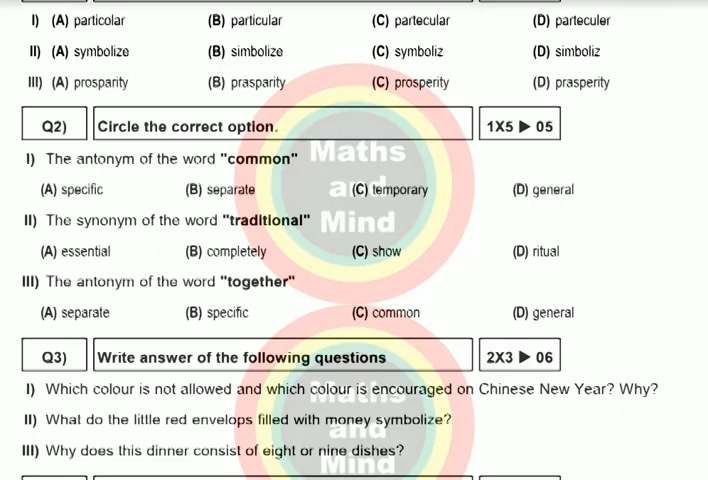 I) (A) particolar (B) particular (C) partecular (D) parteculer
II) (A) symbolize (B) simbolize (C) symboliz (D) simboliz
III) (A) prosparity (B) prasparity (C) prosperity (D) prasperity
Q2) Circle the correct option. 1X5 ▶ 05
I) The antonym of the word "common"
(A) specific (B) separate (C) temporary (D) general
II) The synonym of the word "traditional"
(A) essential (B) completely (C) show (D) ritual
III) The antonym of the word "together"
(A) separate (B) specific (C) common (D) general
Q3) Write answer of the following questions 2X3 ▶ 06
I) Which colour is not allowed and which colour is encouraged on Chinese New Year? Why?
II) What do the little red envelops filled with money symbolize?
III) Why does this dinner consist of eight or nine dishes?
Maths
and
Mind
Maths
and
Mind